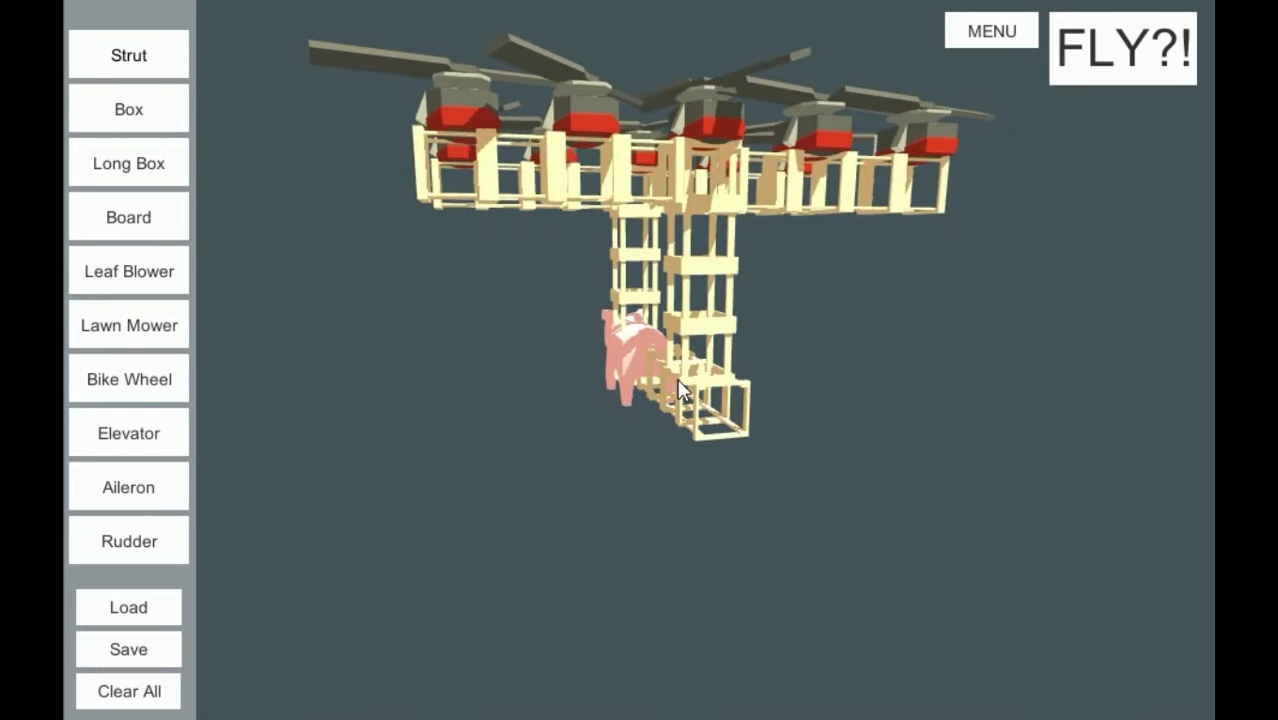 Strut
Box
Long Box
Board
Leaf Blower
Lawn Mower
Bike Wheel
Elevator
Aileron
Rudder
Load
Save
Clear All
MENU
FLY?!